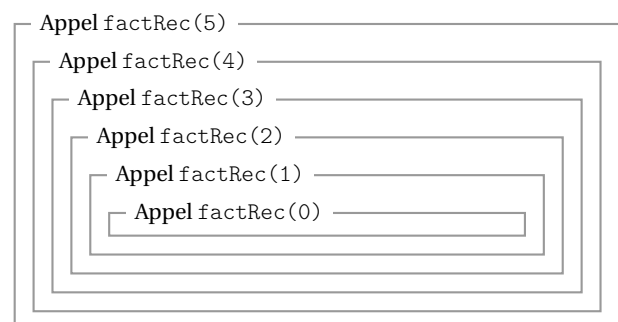 Appel factRec(5)
Appel factRec(4)
Appel factRec(3)
Appel factRec(2)
Appel factRec(1)
Appel factRec(0)